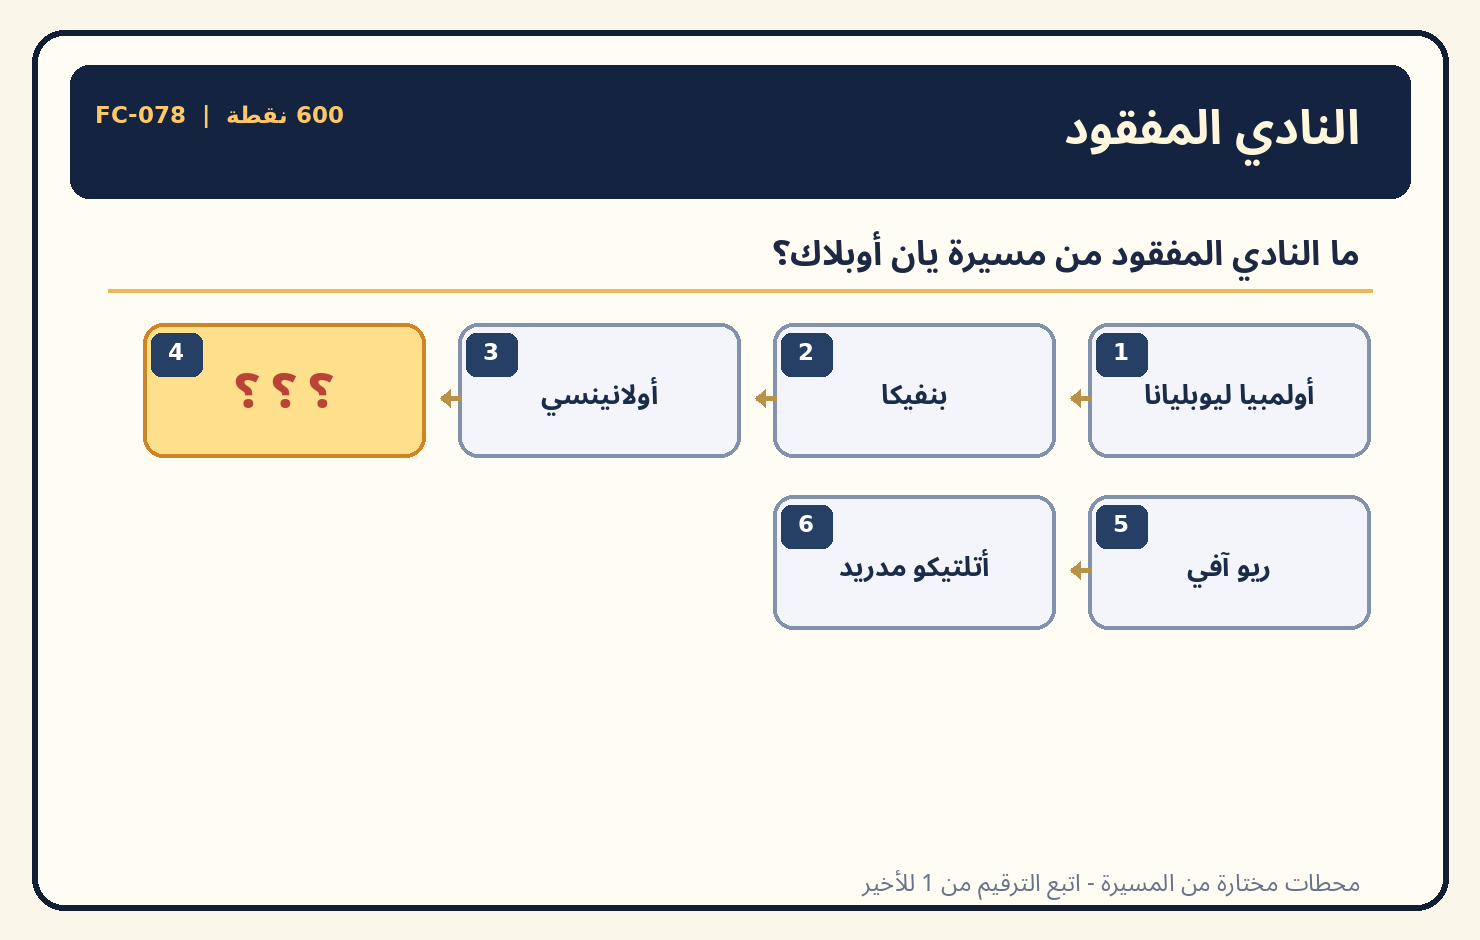 النادي المفقود
600 نقطة | FC-078
ما النادي المفقود من مسيرة يان أوبلاك؟
1
أولمبيا ليوبليانا
2
بنفيكا
3
أولانينسي
4
؟؟؟
5
ريو آفي
6
أتلتيكو مدريد
محطات مختارة من المسيرة - اتبع الترقيم من 1 للأخير